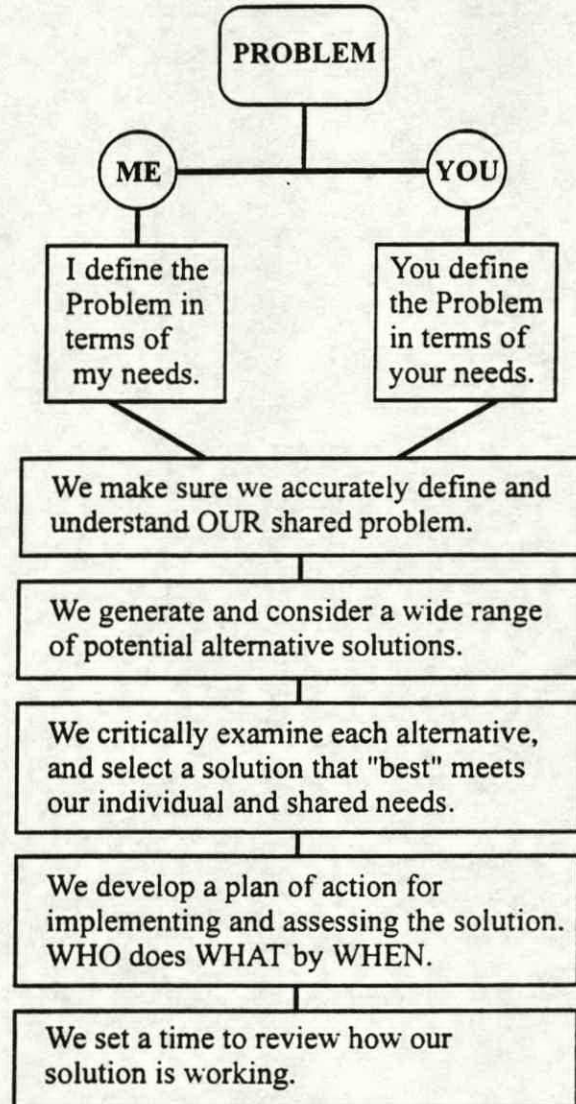 PROBLEM
ME
YOU
I define the
Problem in
terms of
my needs.
You define
the Problem
in terms of
your needs.
We make sure we accurately define and
understand OUR shared problem.
We generate and consider a wide range
of potential alternative solutions.
We critically examine each alternative,
and select a solution that "best" meets
our individual and shared needs.
We develop a plan of action for
implementing and assessing the solution.
WHO does WHAT by WHEN.
We set a time to review how our
solution is working.